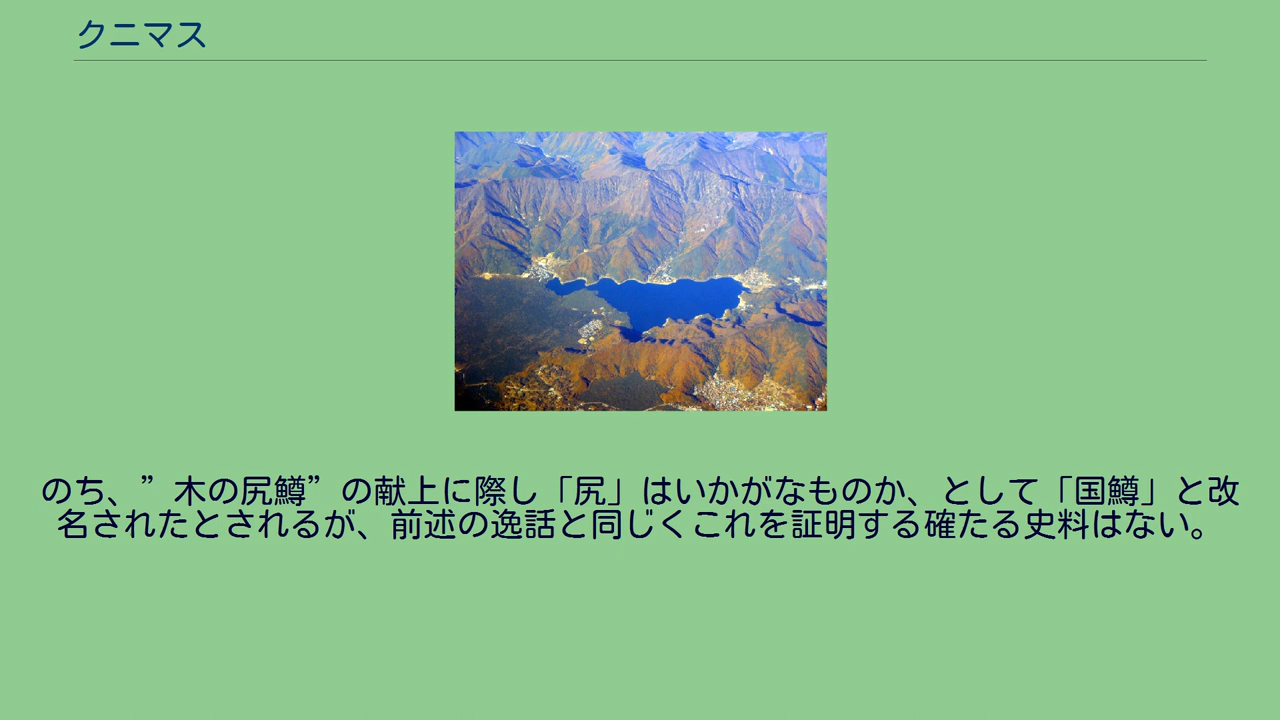 クニマス
のち、”木の尻鱒”の献上に際し「尻」はいかがなものか、として「国鱒」と改
名されたとされるが、前述の逸話と同じくこれを証明する確たる史料はない。